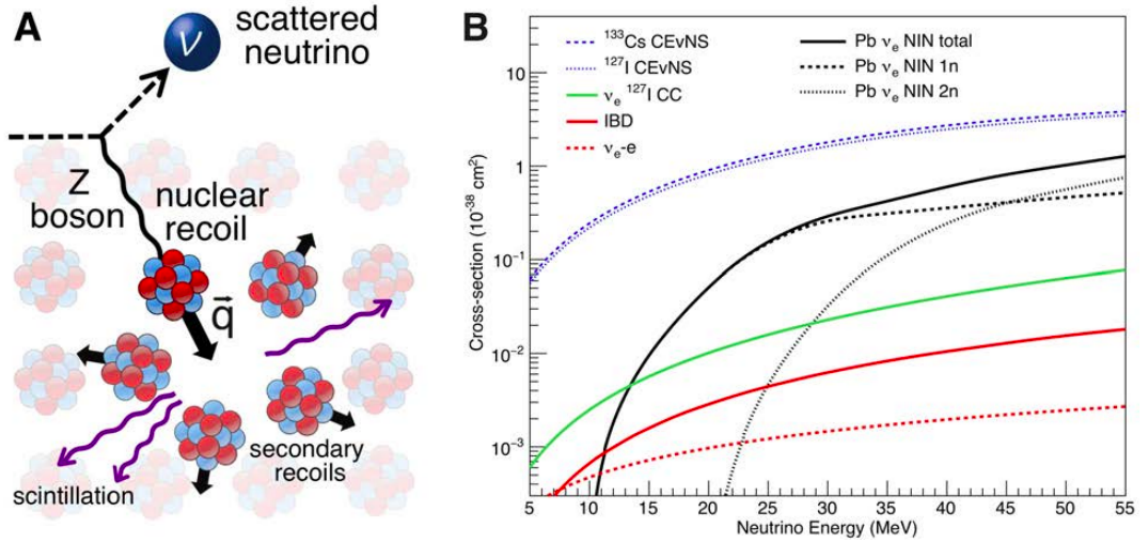 A
ν
scattered
neutrino
Z
boson
nuclear
recoil
q⃗
secondary
recoils
scintillation
B
¹³³Cs CEνNS
¹²⁷I CEνNS
νₑ ¹²⁷I CC
IBD
νₑ-e
Pb νₑ NIN total
Pb νₑ NIN 1n
Pb νₑ NIN 2n
Cross-section (10⁻³⁸ cm²)
10
1
10⁻¹
10⁻²
10⁻³
5 10 15 20 25 30 35 40 45 50 55
Neutrino Energy (MeV)